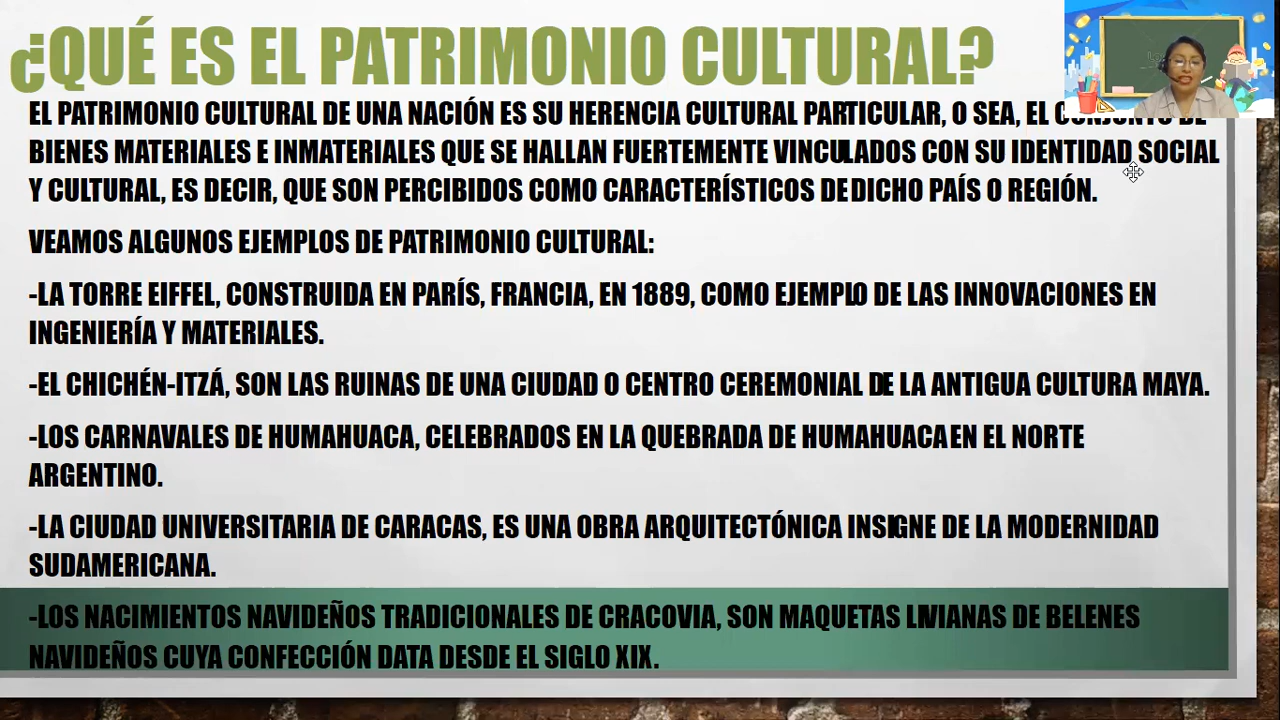 ¿QUÉ ES EL PATRIMONIO CULTURAL?
EL PATRIMONIO CULTURAL DE UNA NACIÓN ES SU HERENCIA CULTURAL PARTICULAR, O SEA, EL CONJUNTO DE
BIENES MATERIALES E INMATERIALES QUE SE HALLAN FUERTEMENTE VINCULADOS CON SU IDENTIDAD SOCIAL
Y CULTURAL, ES DECIR, QUE SON PERCIBIDOS COMO CARACTERÍSTICOS DE DICHO PAÍS O REGIÓN.
VEAMOS ALGUNOS EJEMPLOS DE PATRIMONIO CULTURAL:
-LA TORRE EIFFEL, CONSTRUIDA EN PARÍS, FRANCIA, EN 1889, COMO EJEMPLO DE LAS INNOVACIONES EN
INGENIERÍA Y MATERIALES.
-EL CHICHÉN-ITZÁ, SON LAS RUINAS DE UNA CIUDAD O CENTRO CEREMONIAL DE LA ANTIGUA CULTURA MAYA.
-LOS CARNAVALES DE HUMAHUACA, CELEBRADOS EN LA QUEBRADA DE HUMAHUACA EN EL NORTE
ARGENTINO.
-LA CIUDAD UNIVERSITARIA DE CARACAS, ES UNA OBRA ARQUITECTÓNICA INSIGNE DE LA MODERNIDAD
SUDAMERICANA.
-LOS NACIMIENTOS NAVIDEÑOS TRADICIONALES DE CRACOVIA, SON MAQUETAS LIVIANAS DE BELENES
NAVIDEÑOS CUYA CONFECCIÓN DATA DESDE EL SIGLO XIX.